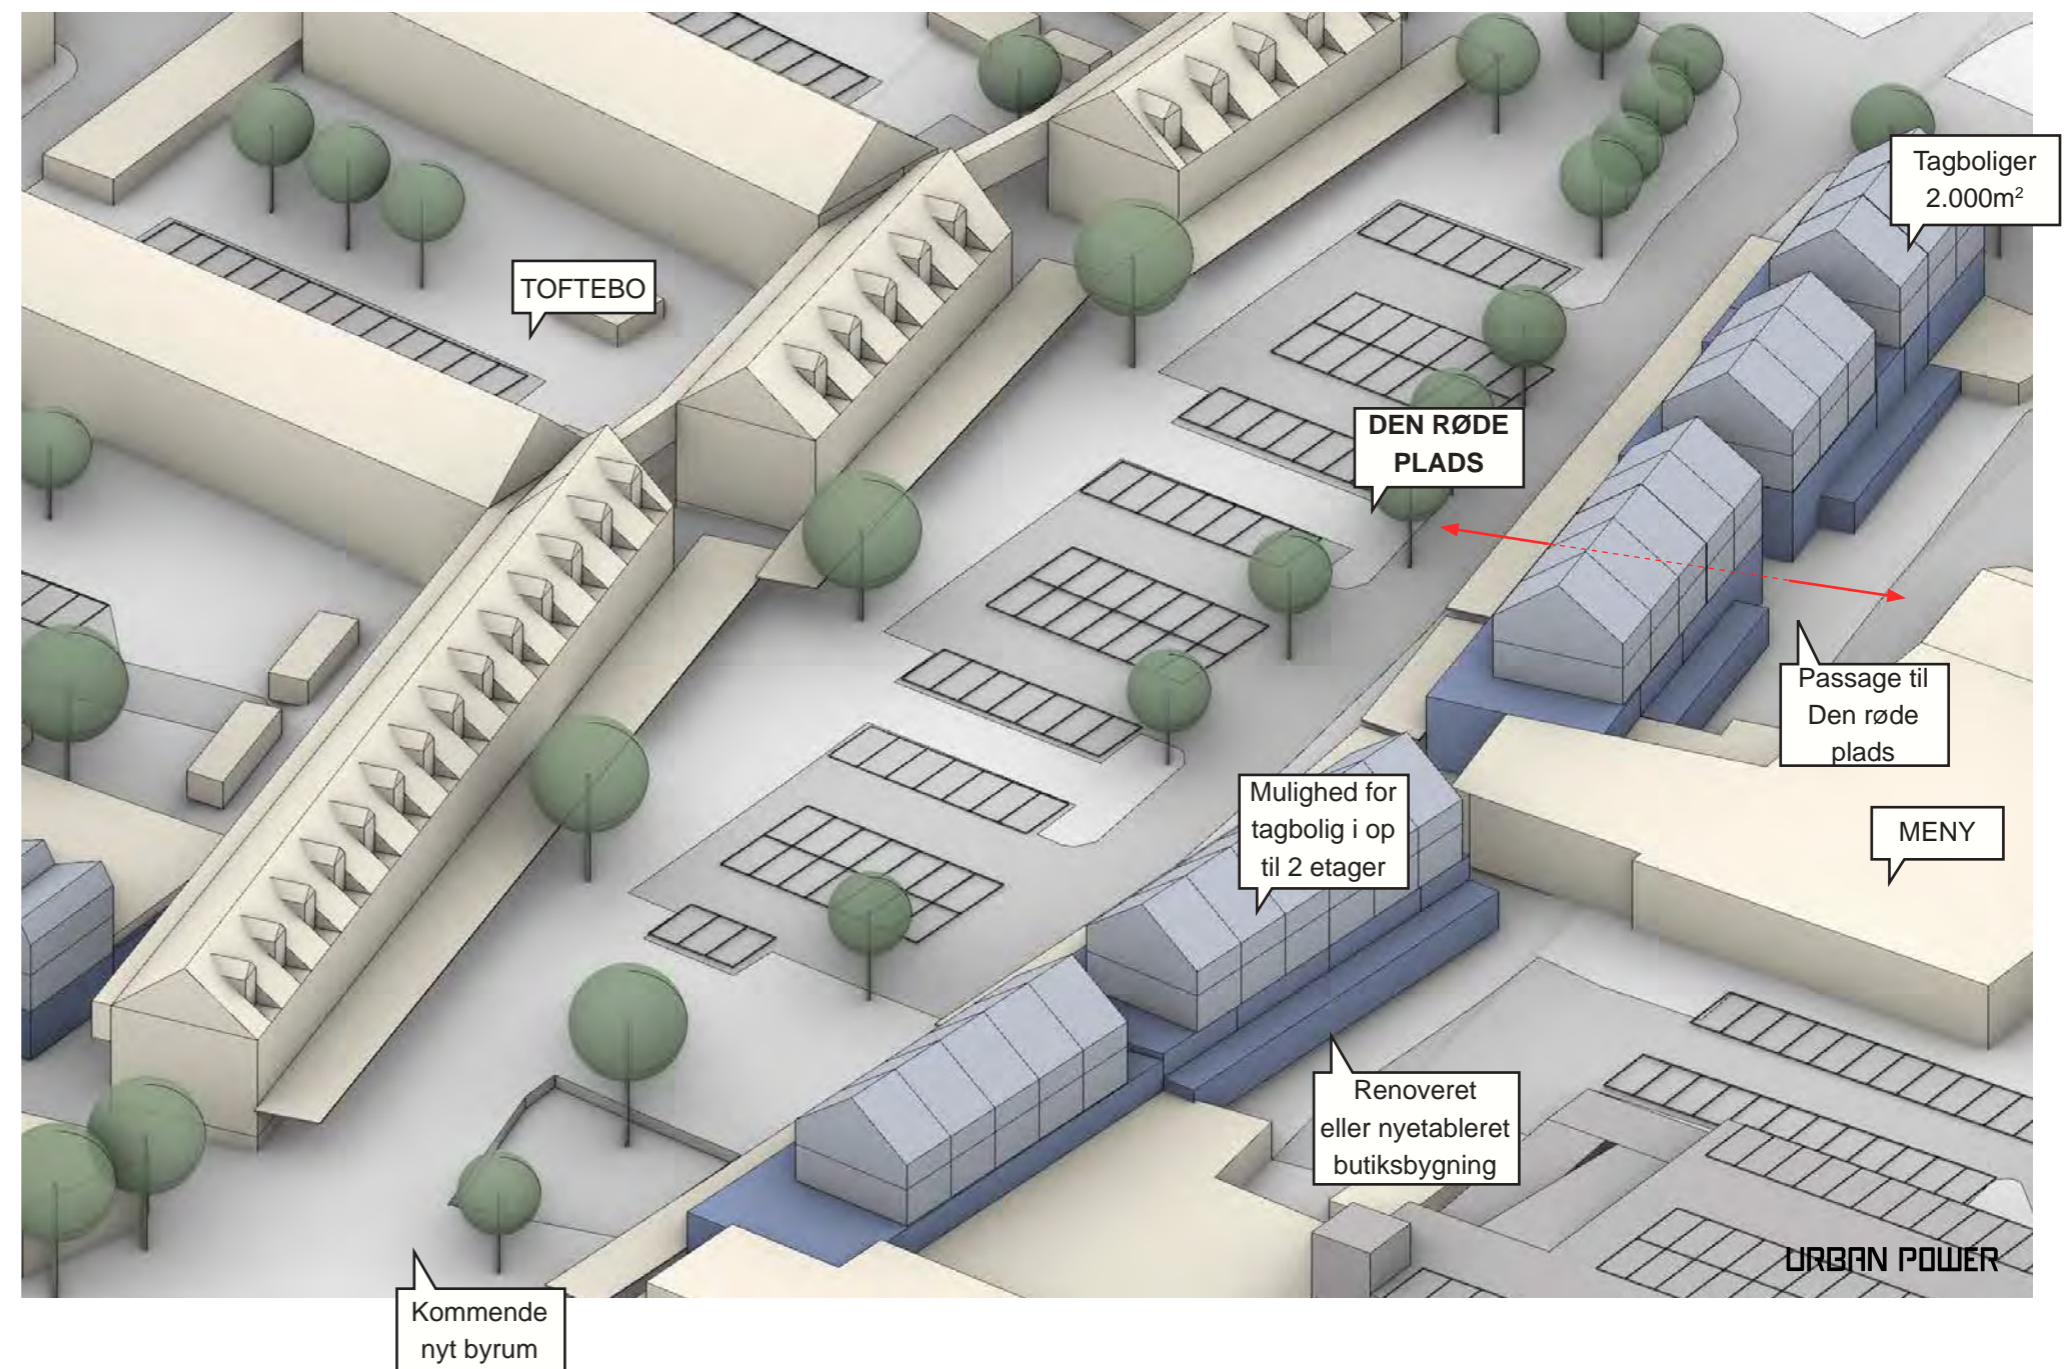 Tagboliger
2.000m²
TOFTEBO
DEN RØDE
PLADS
Passage til
Den røde
plads
Mulighed for
tagbolig i op
til 2 etager
MENY
Renoveret
eller nyetableret
butiksbygning
URBAN POWER
Kommende
nyt byrum